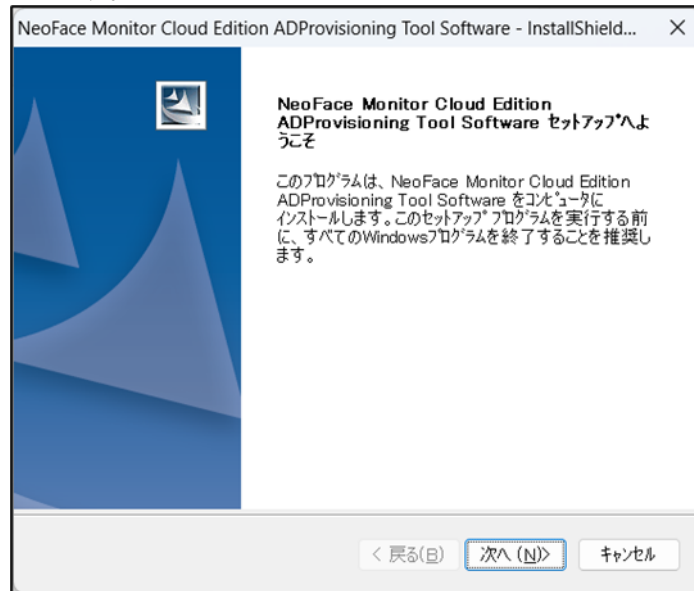 NeoFace Monitor Cloud Edition ADProvisioning Tool Software - InstallShield...
NeoFace Monitor Cloud Edition
ADProvisioning Tool Software ｾｯﾄｱｯﾌﾟへよ
うこそ
このﾌﾟﾛｸﾞﾗﾑは、NeoFace Monitor Cloud Edition
ADProvisioning Tool Software をｺﾝﾋﾟｭｰﾀに
ｲﾝｽﾄｰﾙします。このｾｯﾄｱｯﾌﾟ ﾌﾟﾛｸﾞﾗﾑを実行する前
に、すべてのWindowsﾌﾟﾛｸﾞﾗﾑを終了することを推奨し
ます。
< 戻る(B) 次へ (N)> ｷｬﾝｾﾙ